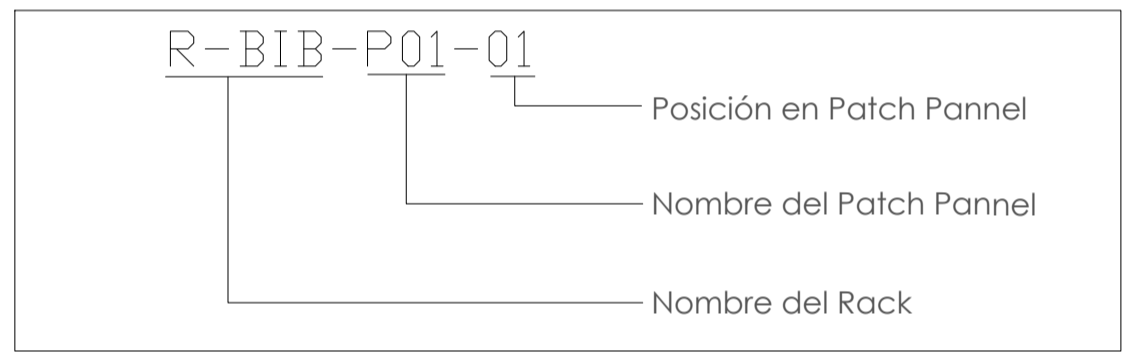 R-BIB-P01-01
Posición en Patch Pannel
Nombre del Patch Pannel
Nombre del Rack